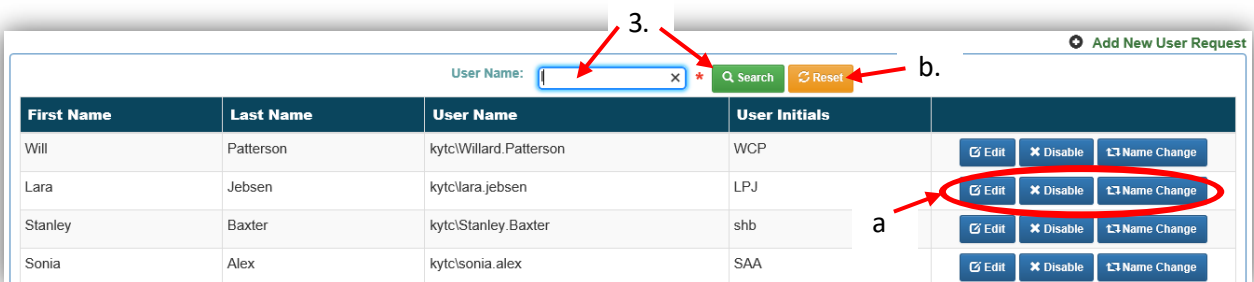 3.
Add New User Request
User Name: * Search Reset b.
First Name Last Name User Name User Initials
Will Patterson kytc\Willard.Patterson WCP Edit Disable Name Change
Lara Jebsen kytc\lara.jebsen LPJ Edit Disable Name Change
a
Stanley Baxter kytc\Stanley.Baxter shb Edit Disable Name Change
Sonia Alex kytc\sonia.alex SAA Edit Disable Name Change